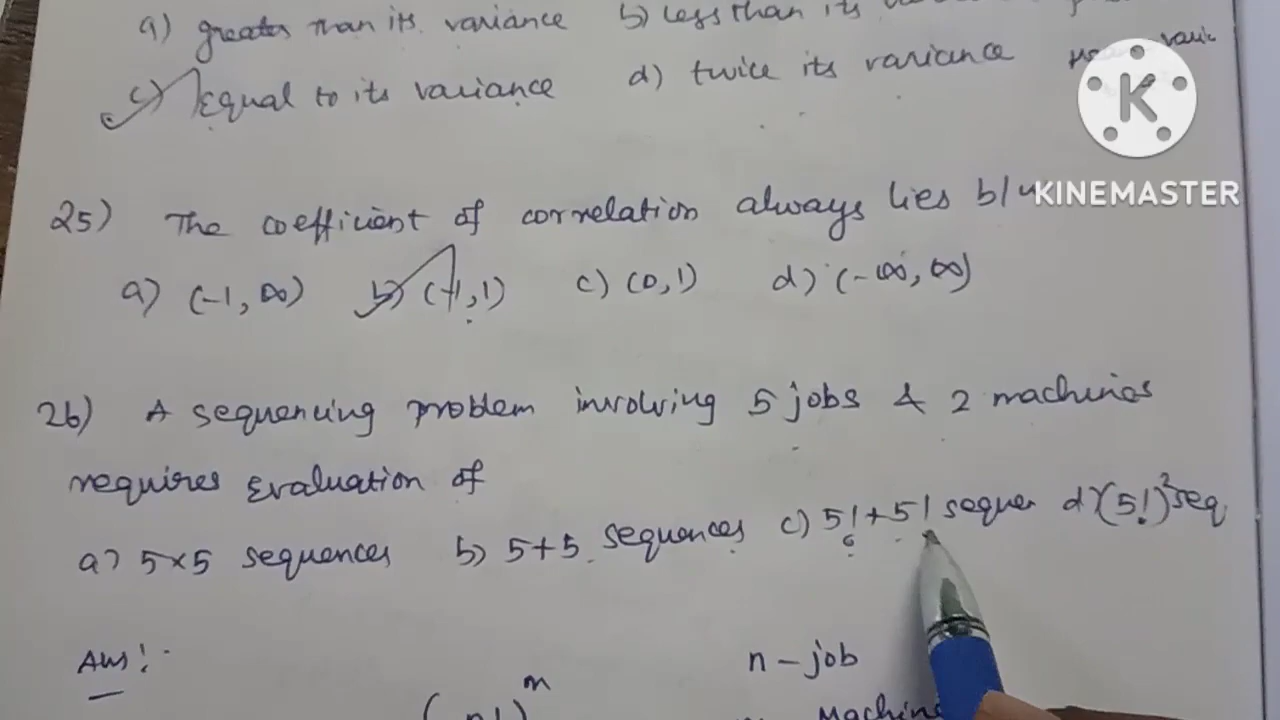 a) greater than its variance b) less than its
c) equal to its variance d) twice its variance
K
KINEMASTER
25) The coefficient of correlation always lies b/w
a) (-1, ∞) b) (-1, 1) c) (0, 1) d) (-∞, ∞)
26) A sequencing problem involving 5 jobs & 2 machines
requires Evaluation of
a) 5×5 sequences b) 5+5 sequences c) 5!+5! seque d) (5!)² seq
Ans:-
n - job
(n!)^m
Machine